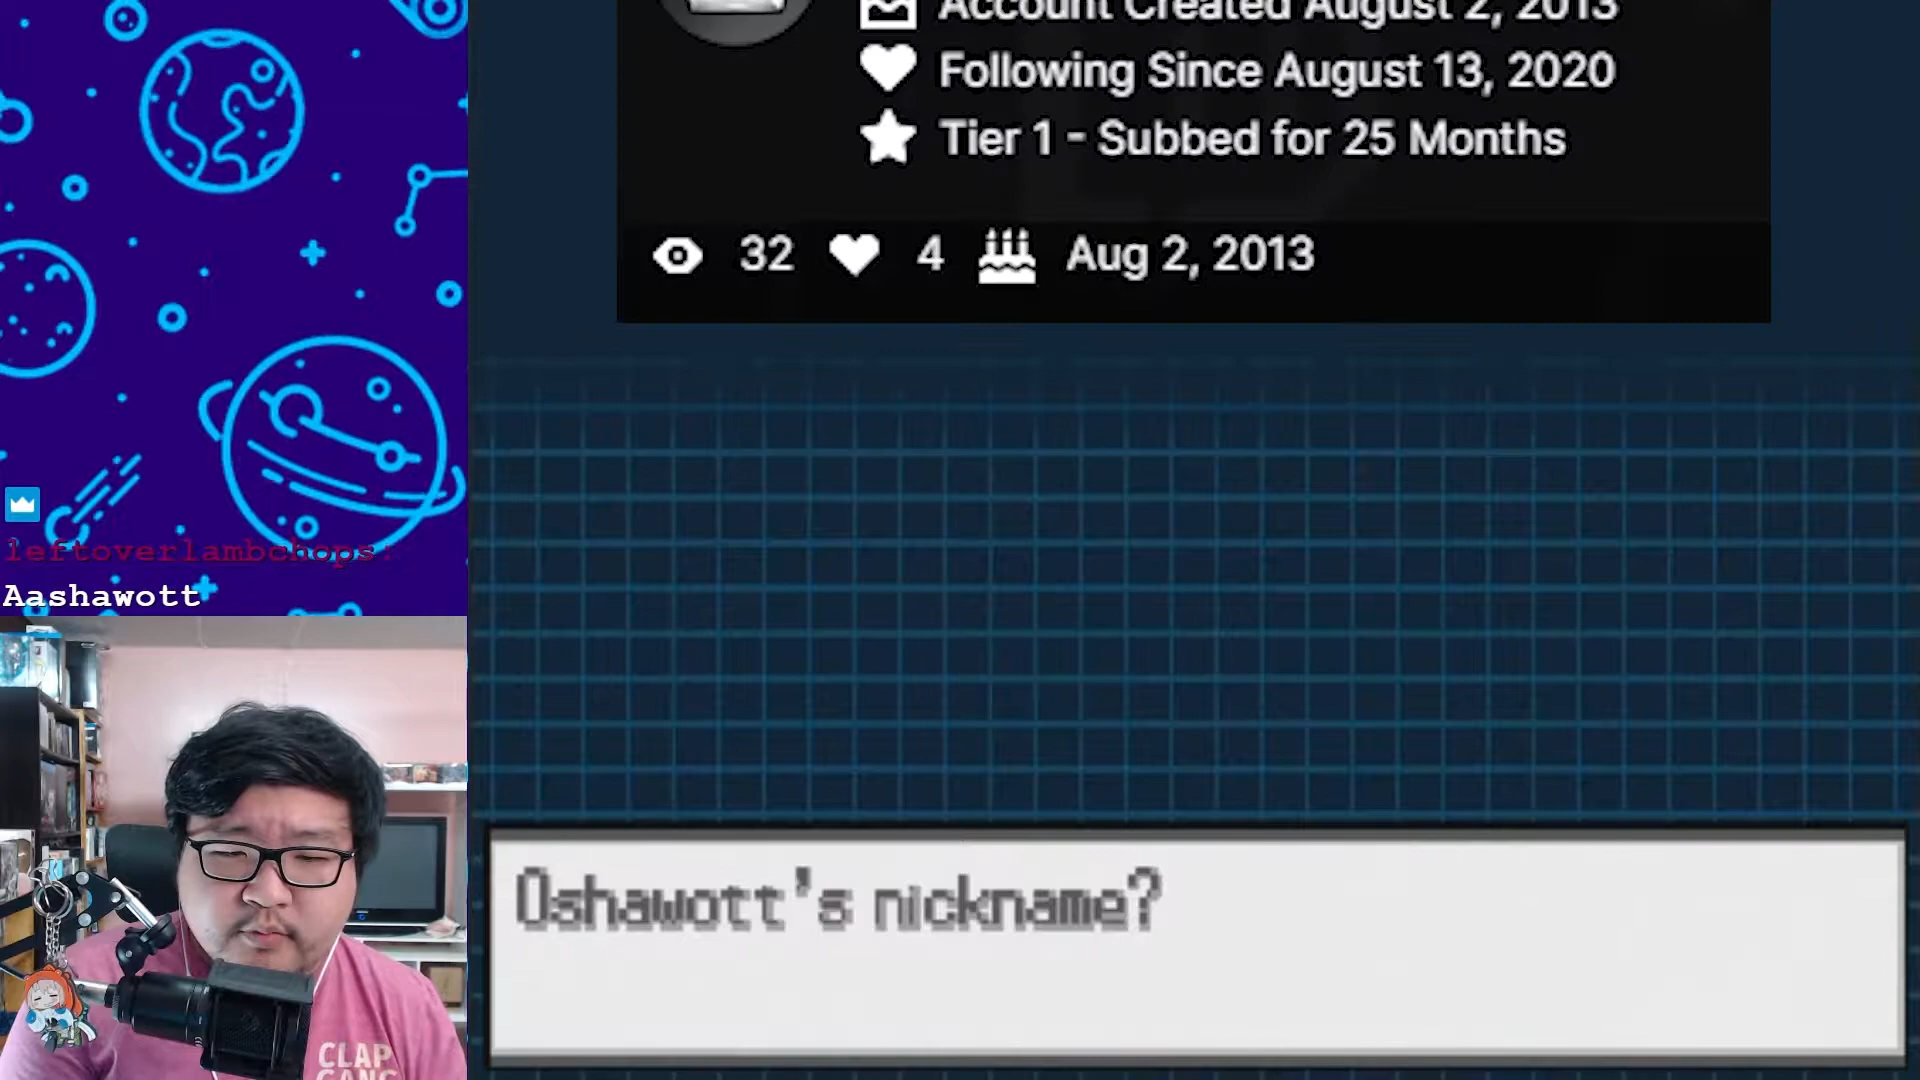 Account Created August 2, 2013
Following Since August 13, 2020
Tier 1 - Subbed for 25 Months
32 4 Aug 2, 2013
leftoverlambchops:
Aashawott
Oshawott's nickname?
CLAP
GANG